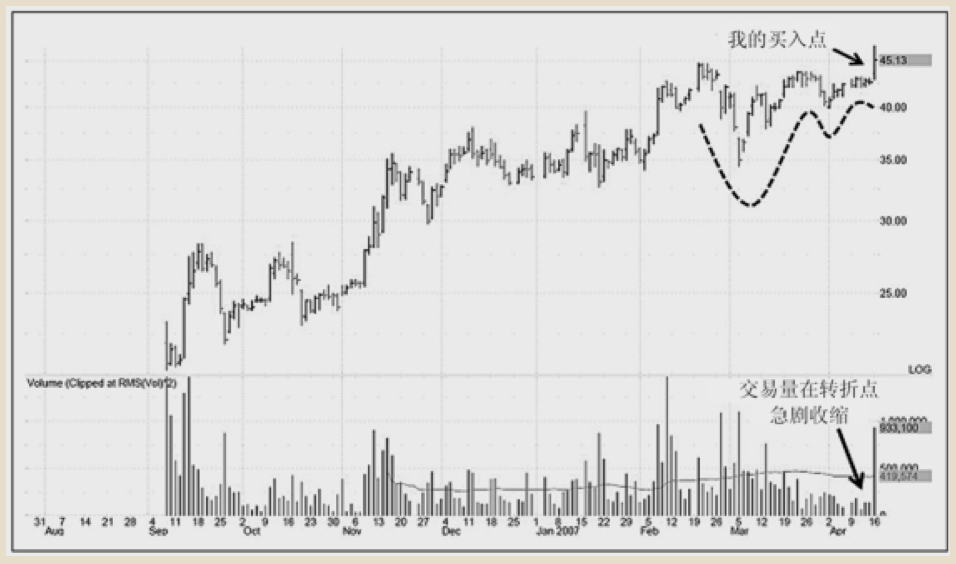 我的买入点
45.13
40.00
35.00
30.00
25.00
LOG
Volume (Clipped at RMS(Vol)*2)
交易量在转折点
急剧收缩
933,100
500,000
419,574
0
31 7 14 21 28 4 11 18 25 2 9 16 23 30 6 13 20 27 4 11 18 25 1 8 15 22 29 5 12 19 26 5 12 19 26 2 9 16
Aug Sep Oct Nov Dec Jan 2007 Feb Mar Apr